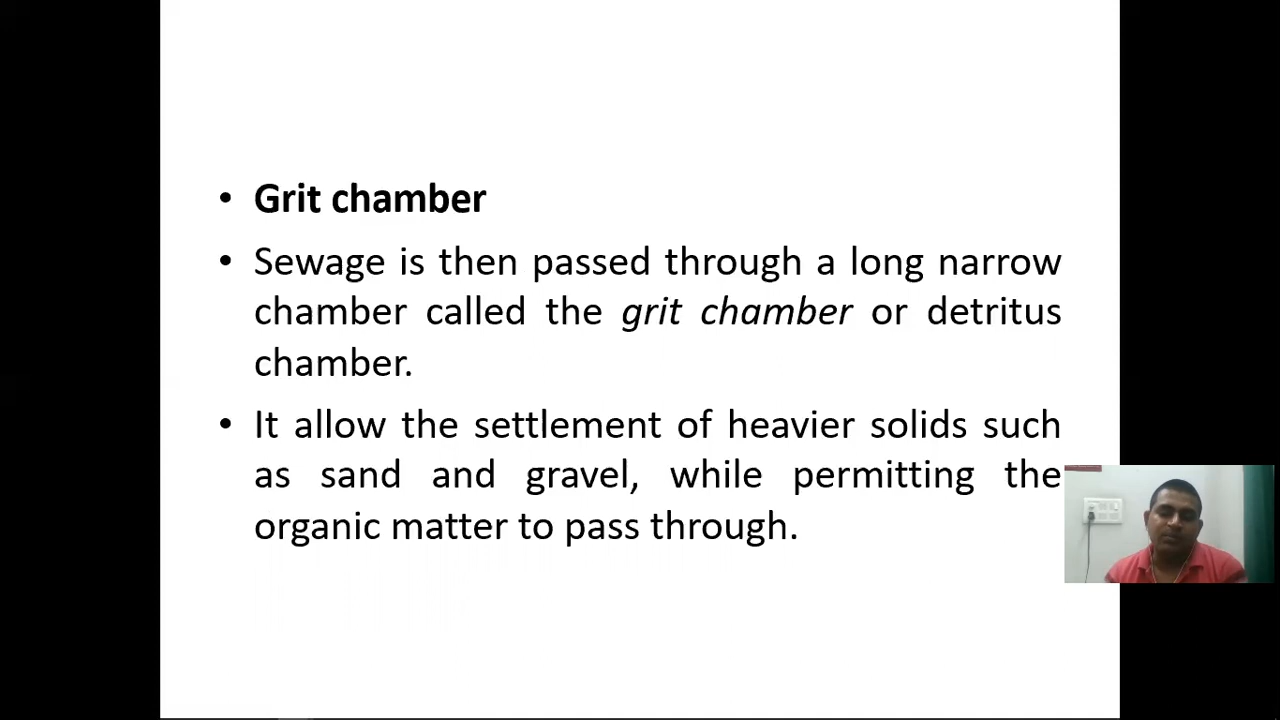 • Grit chamber
• Sewage is then passed through a long narrow
chamber called the grit chamber or detritus
chamber.
• It allow the settlement of heavier solids such
as sand and gravel, while permitting the
organic matter to pass through.